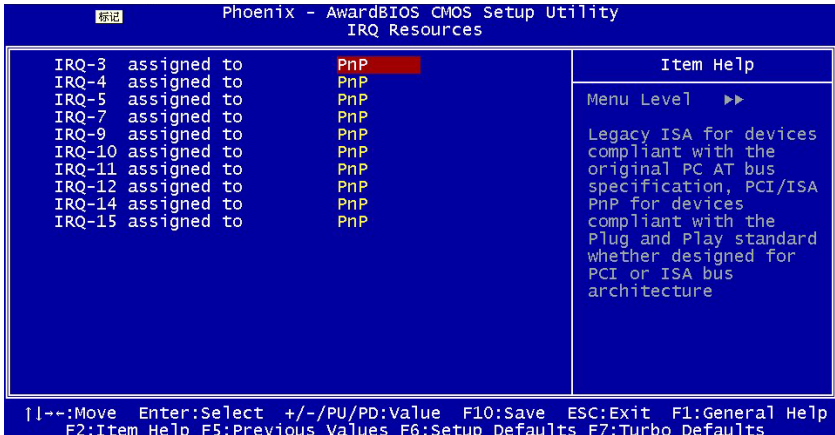 标记
Phoenix - AwardBIOS CMOS Setup Utility
IRQ Resources
IRQ-3 assigned to PnP
IRQ-4 assigned to PnP
IRQ-5 assigned to PnP
IRQ-7 assigned to PnP
IRQ-9 assigned to PnP
IRQ-10 assigned to PnP
IRQ-11 assigned to PnP
IRQ-12 assigned to PnP
IRQ-14 assigned to PnP
IRQ-15 assigned to PnP
Item Help
Menu Level ▶▶
Legacy ISA for devices
compliant with the
original PC AT bus
specification, PCI/ISA
PnP for devices
compliant with the
Plug and Play standard
whether designed for
PCI or ISA bus
architecture
↑↓→←:Move Enter:Select +/-/PU/PD:Value F10:Save ESC:Exit F1:General Help
F2:Item Help F5:Previous Values F6:Setup Defaults F7:Turbo Defaults